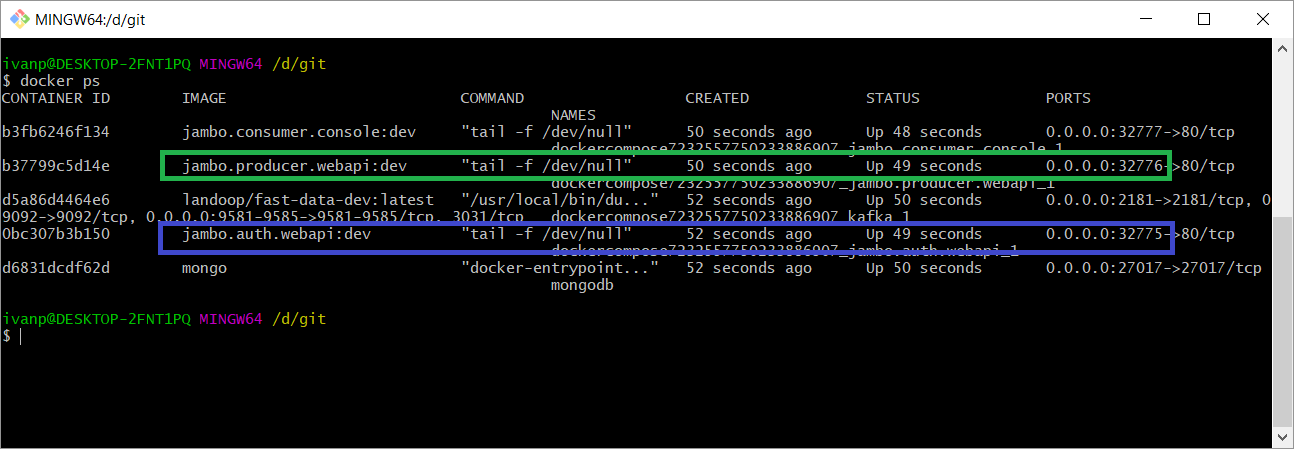 MINGW64:/d/git
ivanp@DESKTOP-2FNT1PQ MINGW64 /d/git
$ docker ps
CONTAINER ID IMAGE COMMAND CREATED STATUS PORTS
NAMES
b3fb6246f134 jambo.consumer.console:dev "tail -f /dev/null" 50 seconds ago Up 48 seconds 0.0.0.0:32777->80/tcp
dockercompose7232557750233886907_jambo.consumer.console_1
b37799c5d14e jambo.producer.webapi:dev "tail -f /dev/null" 50 seconds ago Up 49 seconds 0.0.0.0:32776->80/tcp
dockercompose7232557750233886907_jambo.producer.webapi_1
d5a86d4464e6 landoop/fast-data-dev:latest "/usr/local/bin/du..." 52 seconds ago Up 50 seconds 0.0.0.0:2181->2181/tcp, 0
9092->9092/tcp, 0.0.0.0:9581-9585->9581-9585/tcp, 3031/tcp dockercompose7232557750233886907_kafka_1
0bc307b3b150 jambo.auth.webapi:dev "tail -f /dev/null" 52 seconds ago Up 49 seconds 0.0.0.0:32775->80/tcp
dockercompose7232557750233886907_jambo.auth.webapi_1
d6831dcdf62d mongo "docker-entrypoint..." 52 seconds ago Up 50 seconds 0.0.0.0:27017->27017/tcp
mongodb
ivanp@DESKTOP-2FNT1PQ MINGW64 /d/git
$